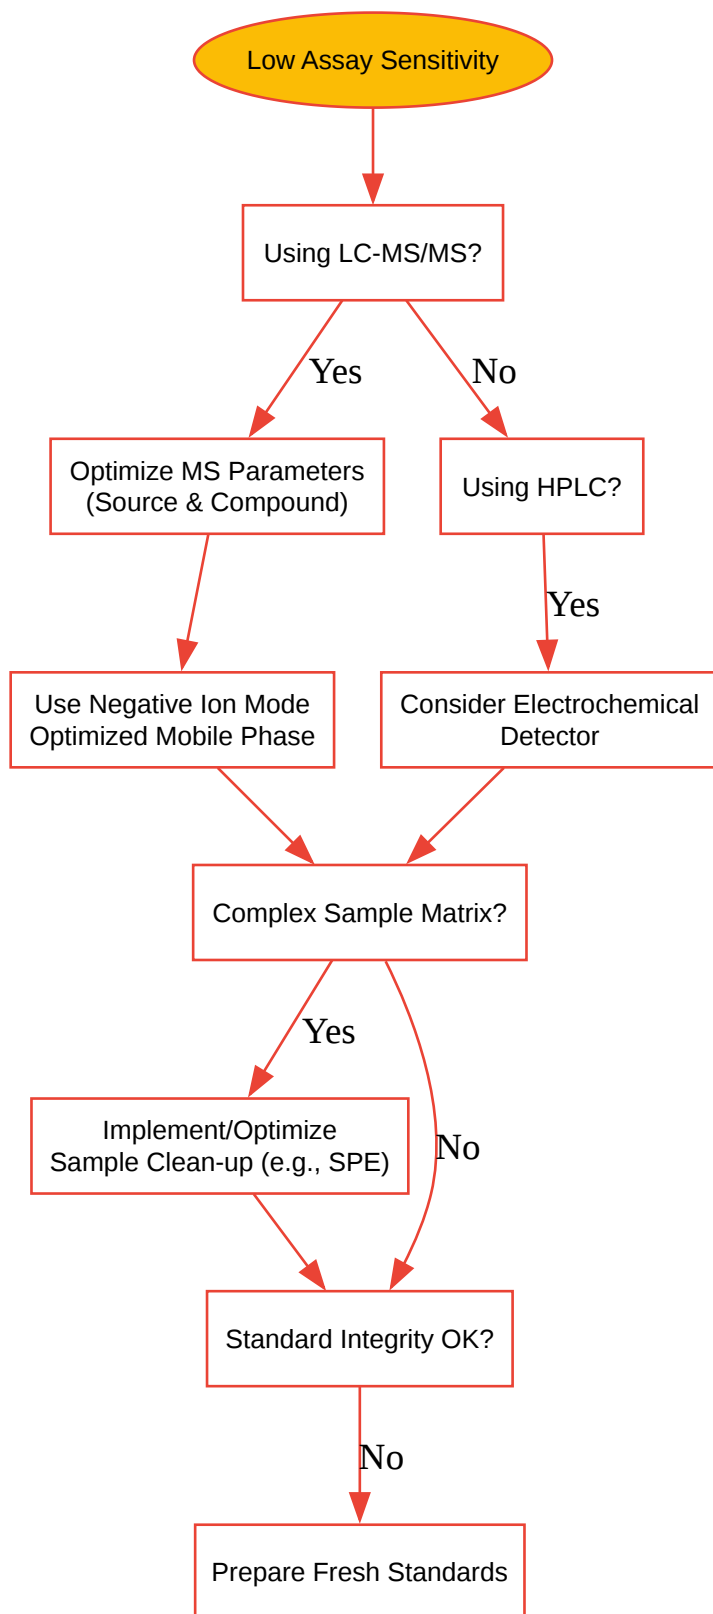 Low Assay Sensitivity
Using LC-MS/MS?
Yes
No
Optimize MS Parameters
(Source & Compound)
Using HPLC?
Yes
Use Negative Ion Mode
Optimized Mobile Phase
Consider Electrochemical
Detector
Complex Sample Matrix?
Yes
Implement/Optimize
Sample Clean-up (e.g., SPE)
No
Standard Integrity OK?
No
Prepare Fresh Standards